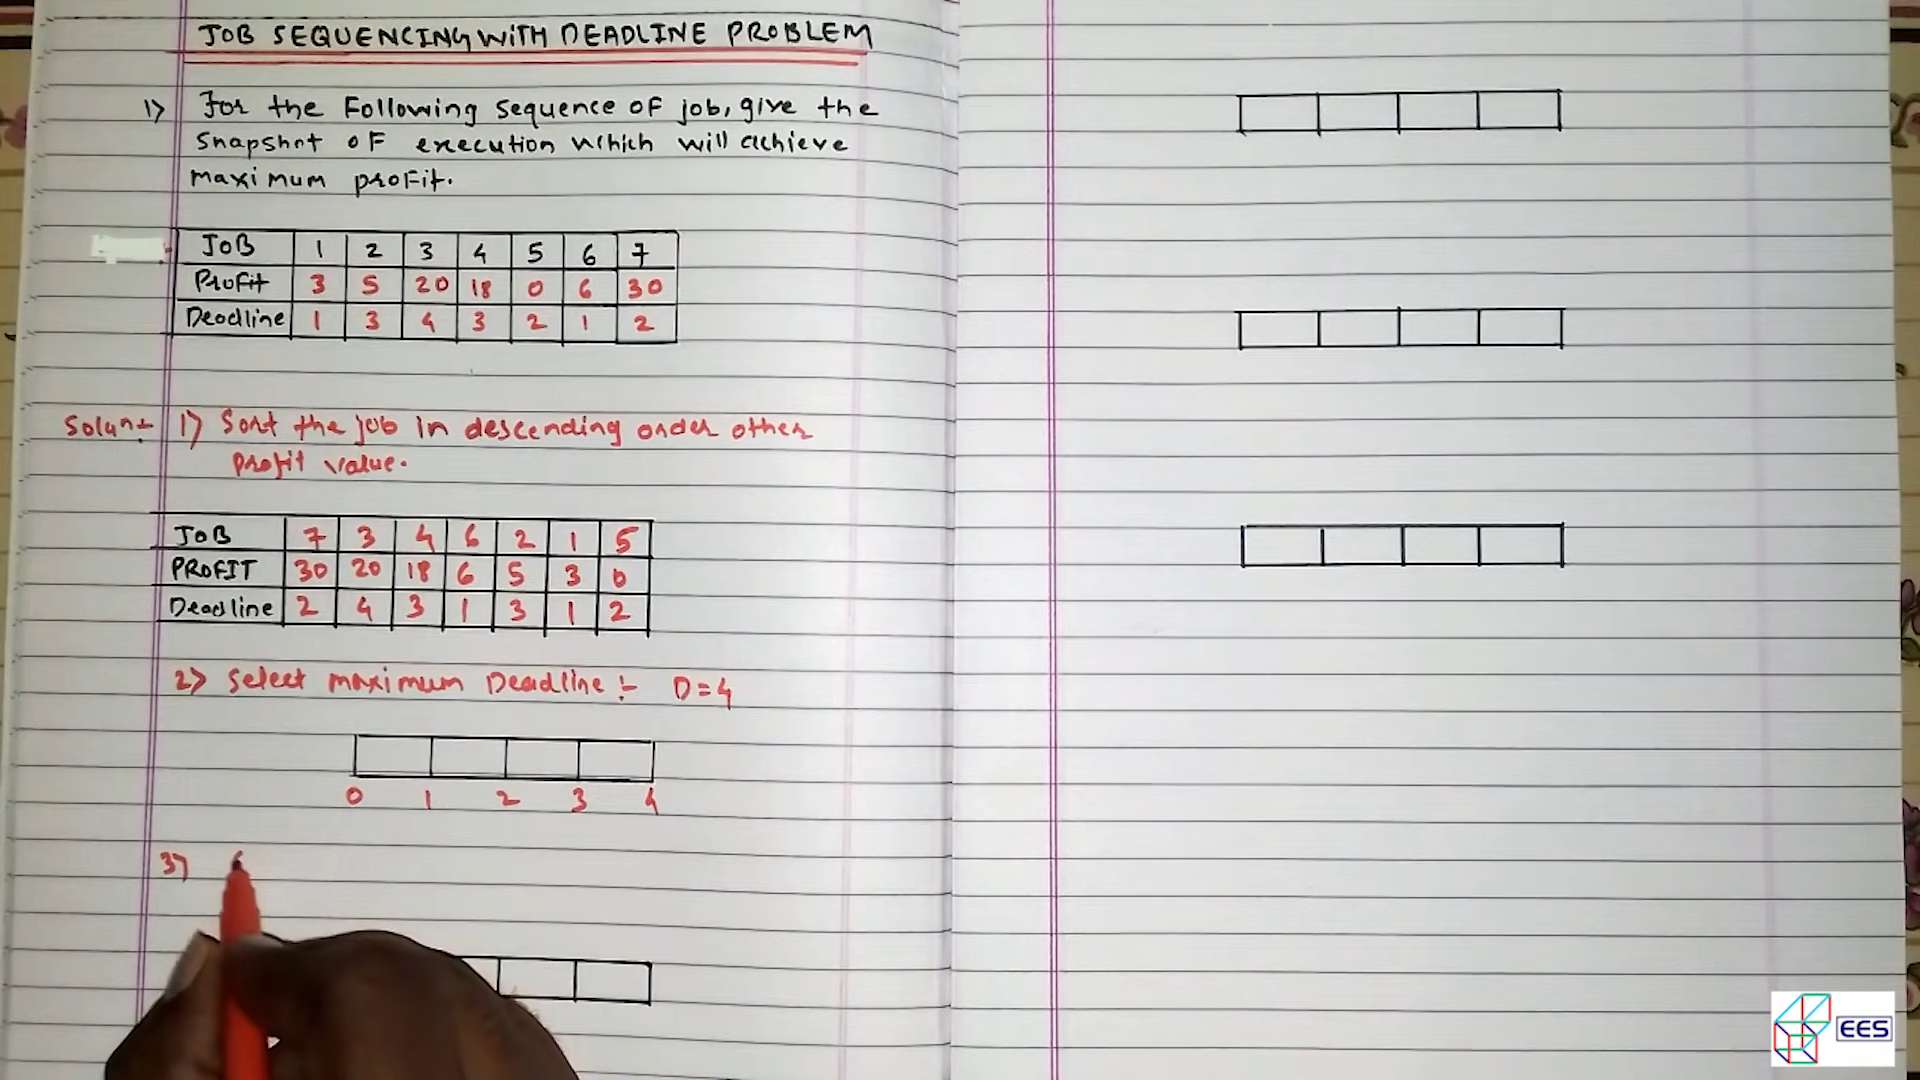 JOB SEQUENCING WITH DEADLINE PROBLEM
1) For the Following sequence of job, give the
snapshot of execution which will achieve
maximum profit.
JOB 1 2 3 4 5 6 7
Profit 3 5 20 18 0 6 30
Deadline 1 3 4 3 2 1 2
Solun:- 1) Sort the job in descending order other
profit value.
JOB 7 3 4 6 2 1 5
PROFIT 30 20 18 6 5 3 0
Deadline 2 4 3 1 3 1 2
2) Select maximum Deadline :- D=4
0 1 2 3 4
3)
EES